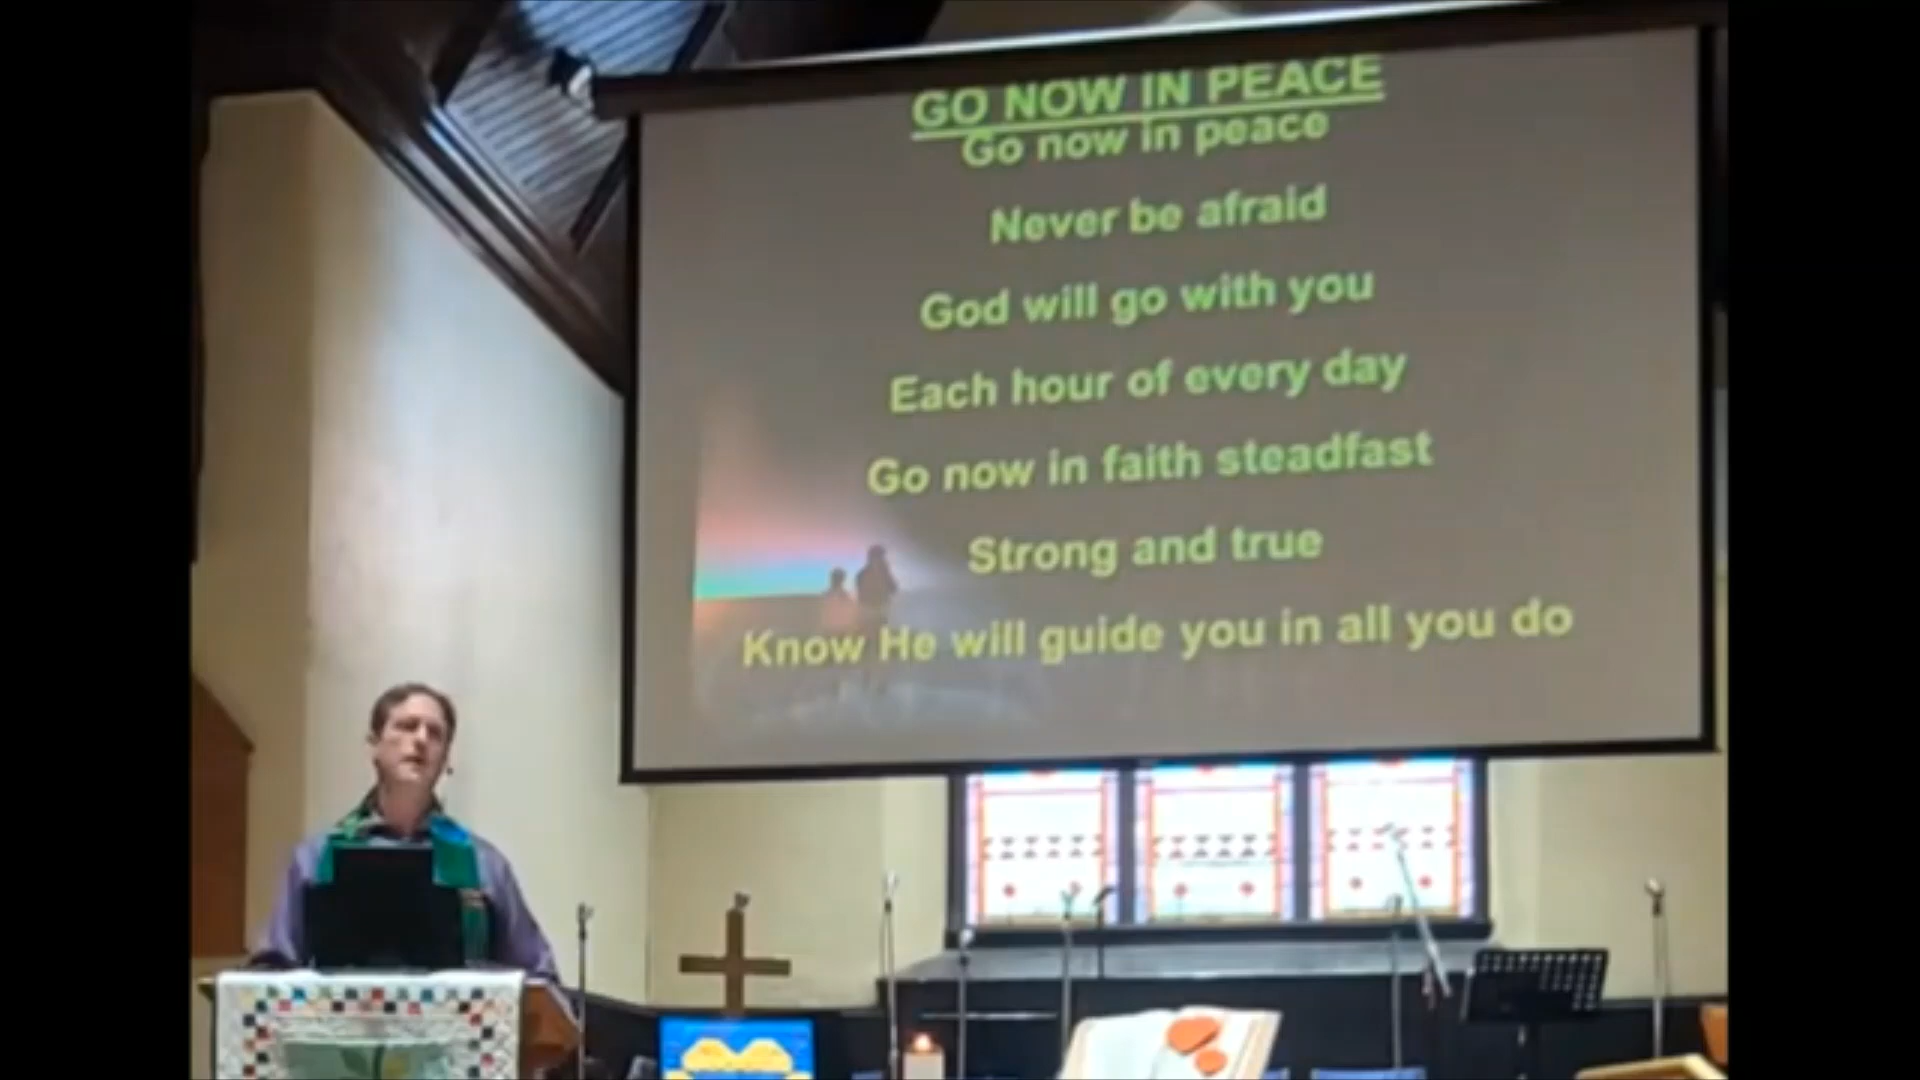 GO NOW IN PEACE
Go now in peace
Never be afraid
God will go with you
Each hour of every day
Go now in faith steadfast
Strong and true
Know He will guide you in all you do